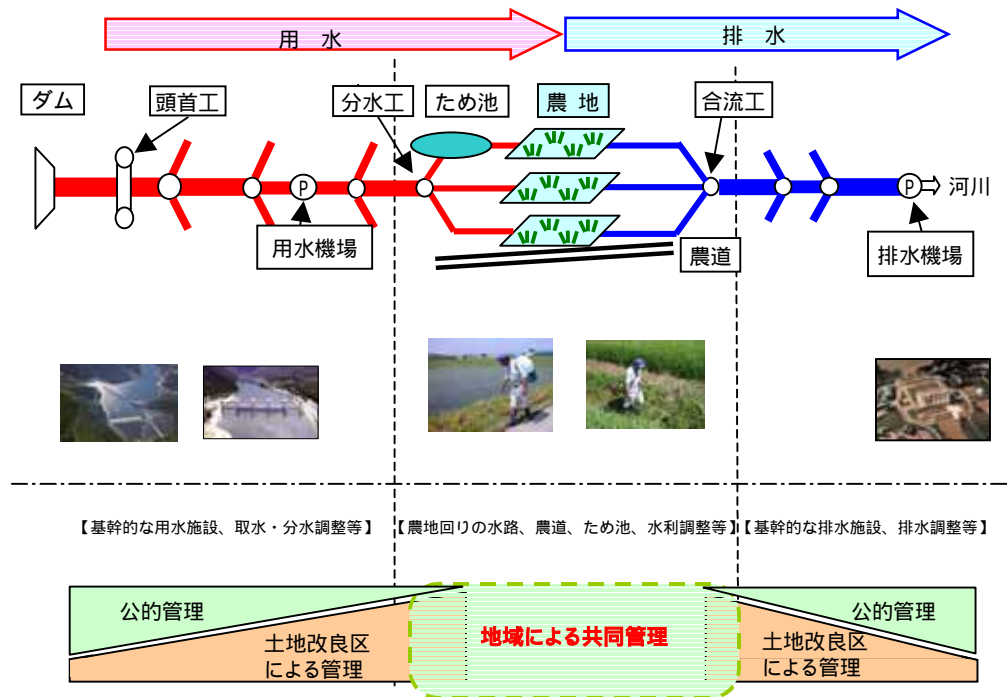 用 水
排 水
ダム
頭首工
分水工
ため池
農 地
合流工
P
P
河川
用水機場
農道
排水機場
【基幹的な用水施設、取水・分水調整等】
【農地回りの水路、農道、ため池、水利調整等】
【基幹的な排水施設、排水調整等】
公的管理
土地改良区
による管理
地域による共同管理
公的管理
土地改良区
による管理